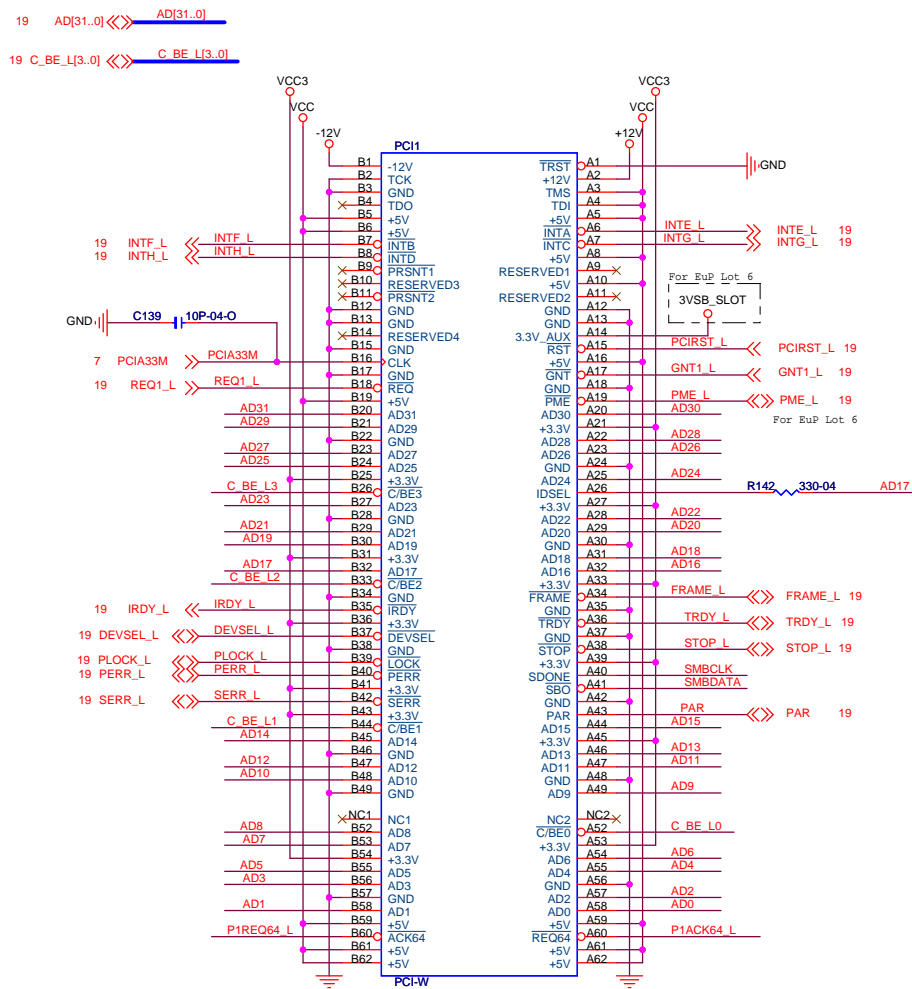 19 AD[31..0] AD[31..0]
19 C_BE_L[3..0] C_BE_L[3..0]
VCC3 VCC3
VCC VCC
-12V +12V
PCI1
B1 -12V TRST A1 GND
B2 TCK +12V A2
B3 GND TMS A3
B4 TDO TDI A4
B5 +5V +5V A5
B6 +5V INTA A6 INTE_L INTE_L 19
19 INTF_L INTF_L B7 INTB INTC A7 INTG_L INTG_L 19
19 INTH_L INTH_L B8 INTD +5V A8
B9 PRSNT1 RESERVED1 A9
For EuP Lot 6
B10 RESERVED3 +5V A10
B11 PRSNT2 RESERVED2 A11 3VSB_SLOT
B12 GND GND A12
GND C139 10P-04-O B13 GND GND A13
B14 RESERVED4 3.3V_AUX A14
B15 GND RST A15 PCIRST_L PCIRST_L 19
7 PCIA33M PCIA33M B16 CLK +5V A16
B17 GND GNT A17 GNT1_L GNT1_L 19
19 REQ1_L REQ1_L B18 REQ GND A18
B19 +5V PME A19 PME_L PME_L 19
AD31 B20 AD31 AD30 A20 AD30
For EuP Lot 6
AD29 B21 AD29 +3.3V A21
B22 GND AD28 A22 AD28
AD27 B23 AD27 AD26 A23 AD26
AD25 B24 AD25 GND A24
B25 +3.3V AD24 A25 AD24
C_BE_L3 B26 C/BE3 IDSEL A26 R142 330-04 AD17
AD23 B27 AD23 +3.3V A27
B28 GND AD22 A28 AD22
AD21 B29 AD21 AD20 A29 AD20
AD19 B30 AD19 GND A30
B31 +3.3V AD18 A31 AD18
AD17 B32 AD17 AD16 A32 AD16
C_BE_L2 B33 C/BE2 +3.3V A33
B34 GND FRAME A34 FRAME_L FRAME_L 19
19 IRDY_L IRDY_L B35 IRDY GND A35
B36 +3.3V TRDY A36 TRDY_L TRDY_L 19
19 DEVSEL_L DEVSEL_L B37 DEVSEL GND A37
B38 GND STOP A38 STOP_L STOP_L 19
19 PLOCK_L PLOCK_L B39 LOCK +3.3V A39
19 PERR_L PERR_L B40 PERR SDONE A40 SMBCLK
B41 +3.3V SBO A41 SMBDATA
19 SERR_L SERR_L B42 SERR GND A42
B43 +3.3V PAR A43 PAR PAR 19
C_BE_L1 B44 C/BE1 AD15 A44 AD15
AD14 B45 AD14 +3.3V A45
B46 GND AD13 A46 AD13
AD12 B47 AD12 AD11 A47 AD11
AD10 B48 AD10 GND A48
B49 GND AD9 A49 AD9
NC1 NC1 NC2 NC2
AD8 B52 AD8 C/BE0 A52 C_BE_L0
AD7 B53 AD7 +3.3V A53
B54 +3.3V AD6 A54 AD6
AD5 B55 AD5 AD4 A55 AD4
AD3 B56 AD3 GND A56
B57 GND AD2 A57 AD2
AD1 B58 AD1 AD0 A58 AD0
B59 +5V +5V A59
P1REQ64_L B60 ACK64 REQ64 A60 P1ACK64_L
B61 +5V +5V A61
B62 +5V +5V A62
PCI-W